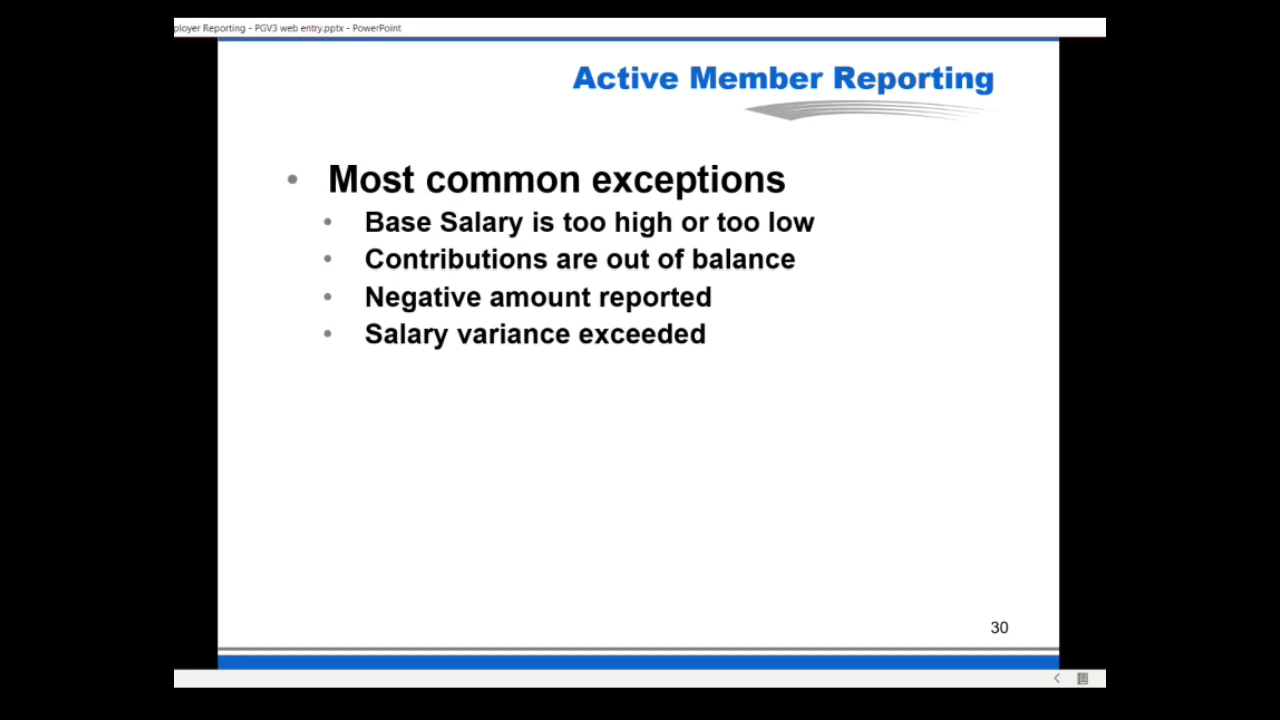 ployer Reporting - PGV3 web entry.pptx - PowerPoint
Active Member Reporting
• Most common exceptions
• Base Salary is too high or too low
• Contributions are out of balance
• Negative amount reported
• Salary variance exceeded
30